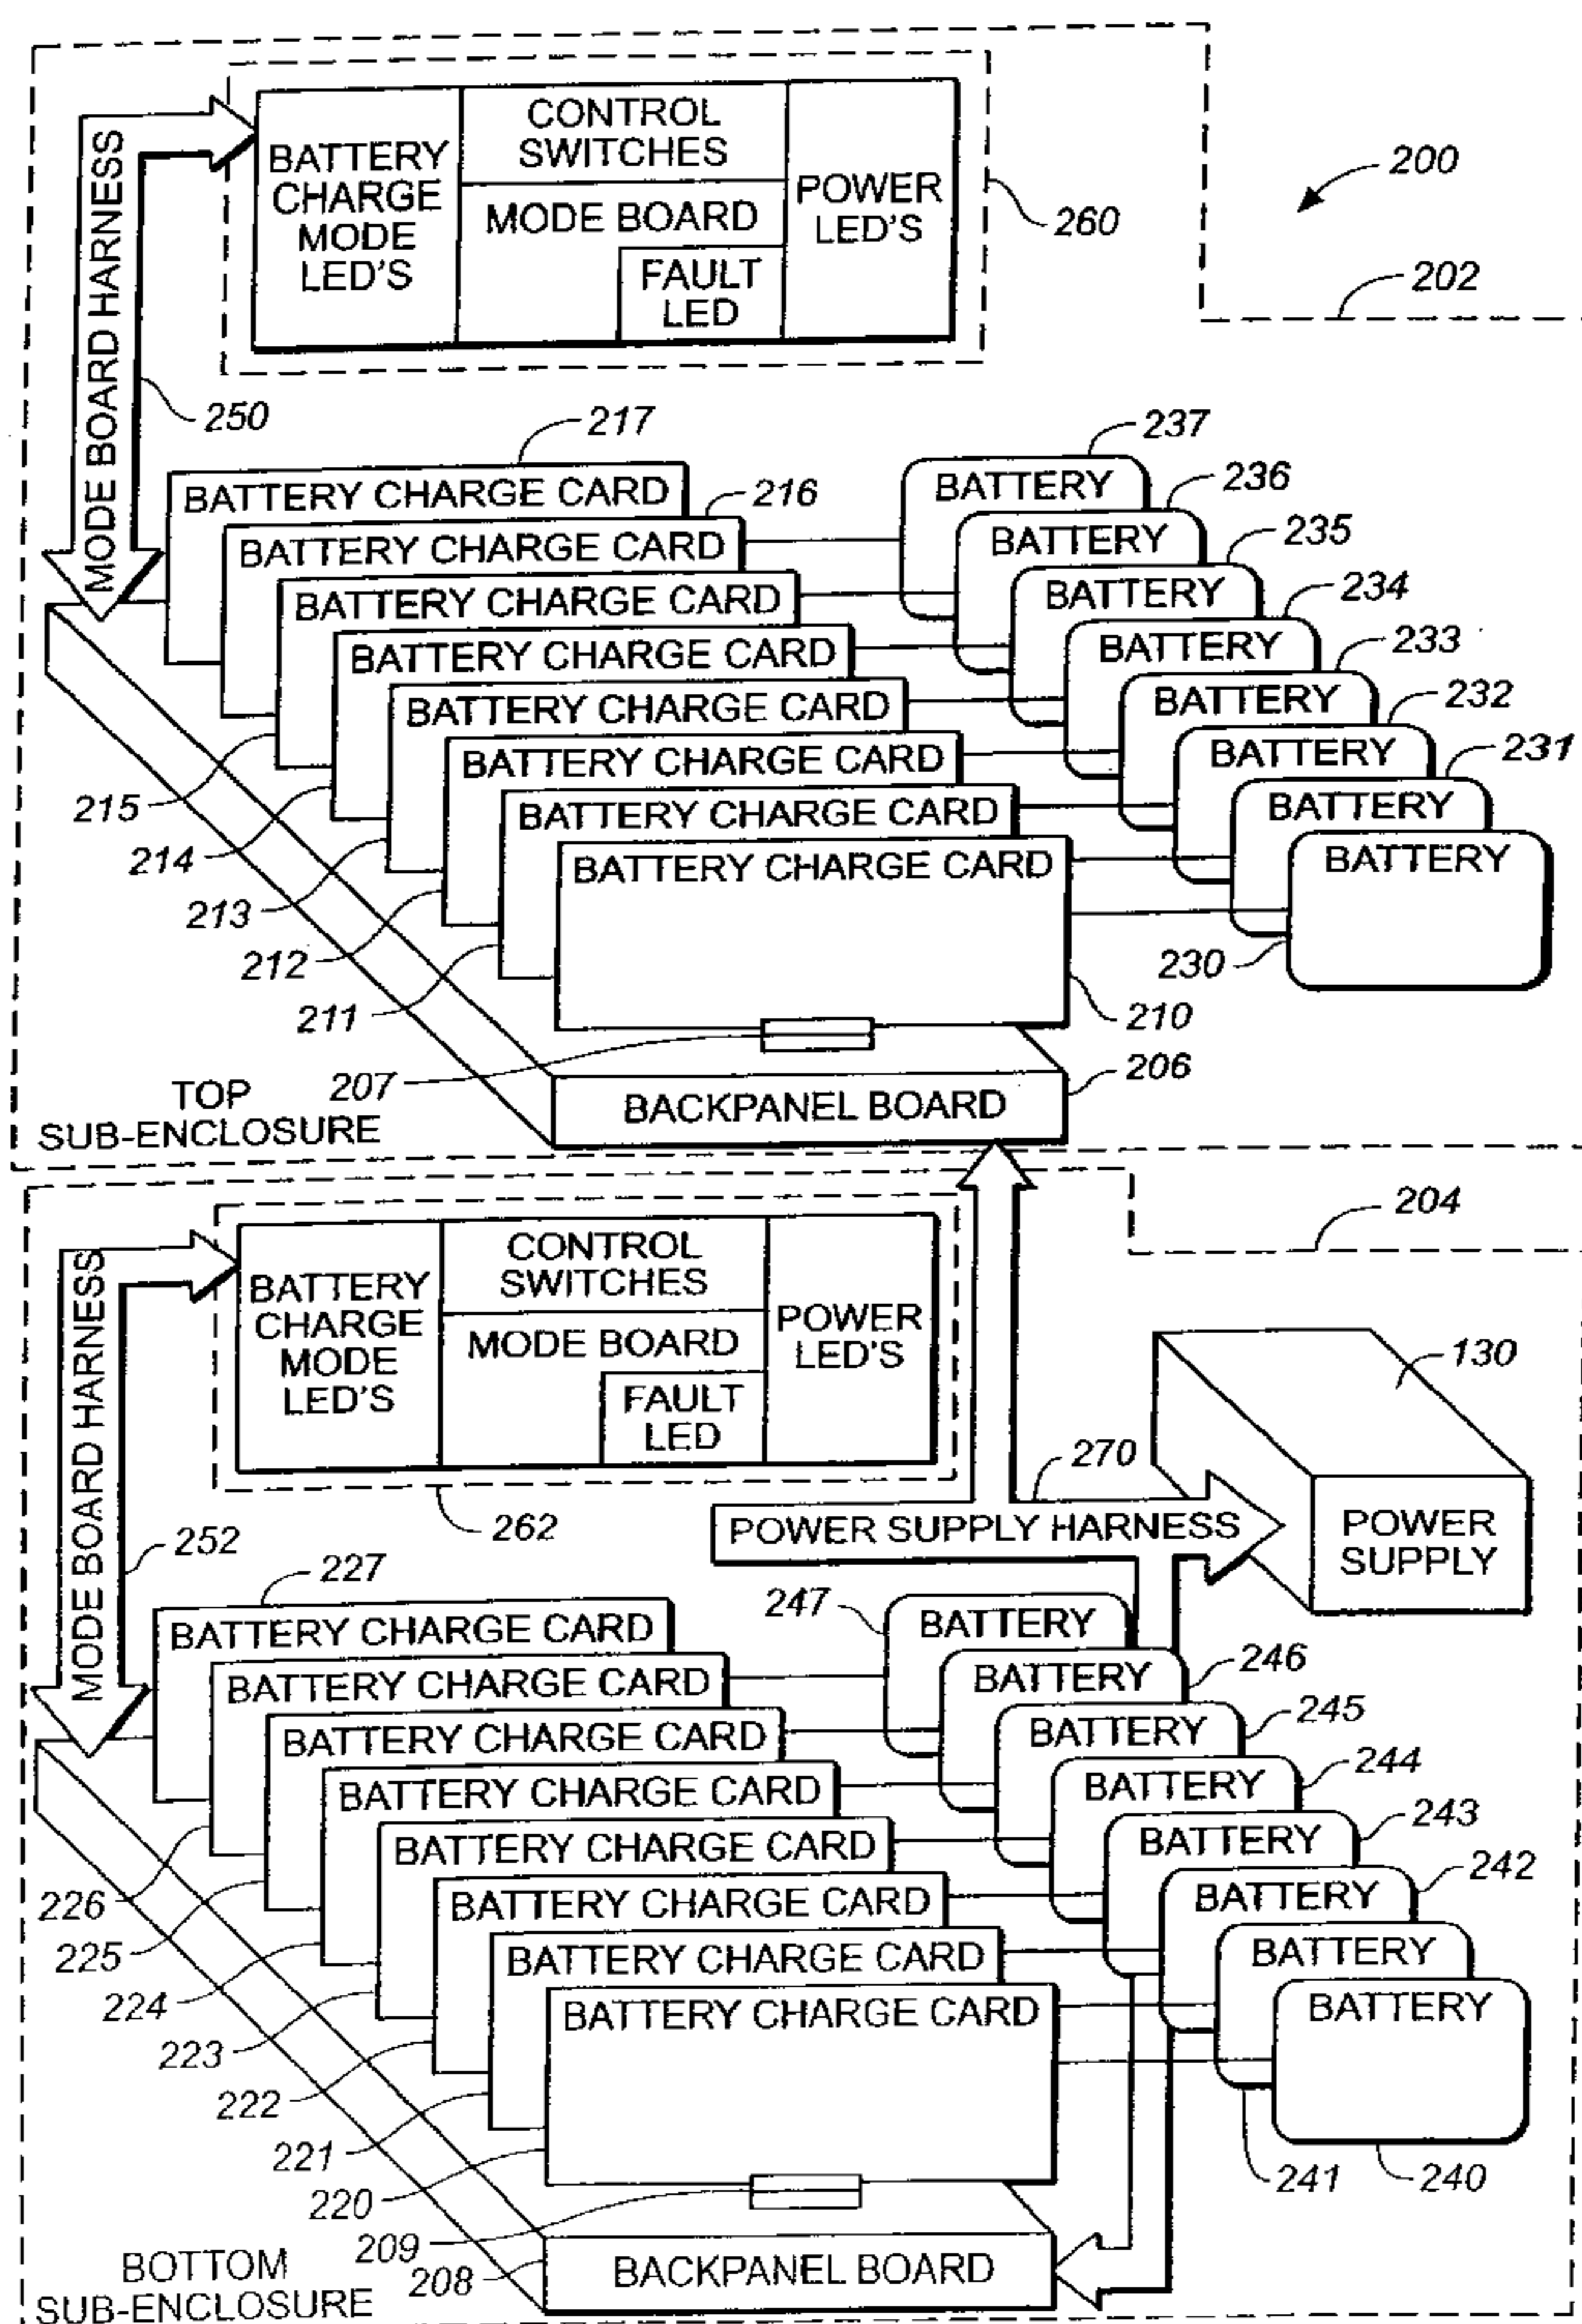 200
202
260
BATTERY
CHARGE
MODE
LED'S
CONTROL
SWITCHES
MODE BOARD
FAULT
LED
POWER
LED'S
MODE BOARD HARNESS
250
217
BATTERY CHARGE CARD
216
BATTERY CHARGE CARD
BATTERY CHARGE CARD
BATTERY CHARGE CARD
BATTERY CHARGE CARD
BATTERY CHARGE CARD
BATTERY CHARGE CARD
BATTERY CHARGE CARD
237
BATTERY
236
BATTERY
235
BATTERY
234
BATTERY
233
BATTERY
232
BATTERY
231
BATTERY
BATTERY
215
214
213
212
211
230
210
207
206
TOP
SUB-ENCLOSURE
BACKPANEL BOARD
204
BATTERY
CHARGE
MODE
LED'S
CONTROL
SWITCHES
MODE BOARD
FAULT
LED
POWER
LED'S
MODE BOARD HARNESS
130
270
262
POWER SUPPLY HARNESS
POWER
SUPPLY
252
227
BATTERY CHARGE CARD
BATTERY CHARGE CARD
BATTERY CHARGE CARD
BATTERY CHARGE CARD
BATTERY CHARGE CARD
BATTERY CHARGE CARD
BATTERY CHARGE CARD
BATTERY CHARGE CARD
247
BATTERY
246
BATTERY
245
BATTERY
244
BATTERY
243
BATTERY
242
BATTERY
BATTERY
BATTERY
226
225
224
223
222
221
220
241
240
209
208
BACKPANEL BOARD
BOTTOM
SUB-ENCLOSURE